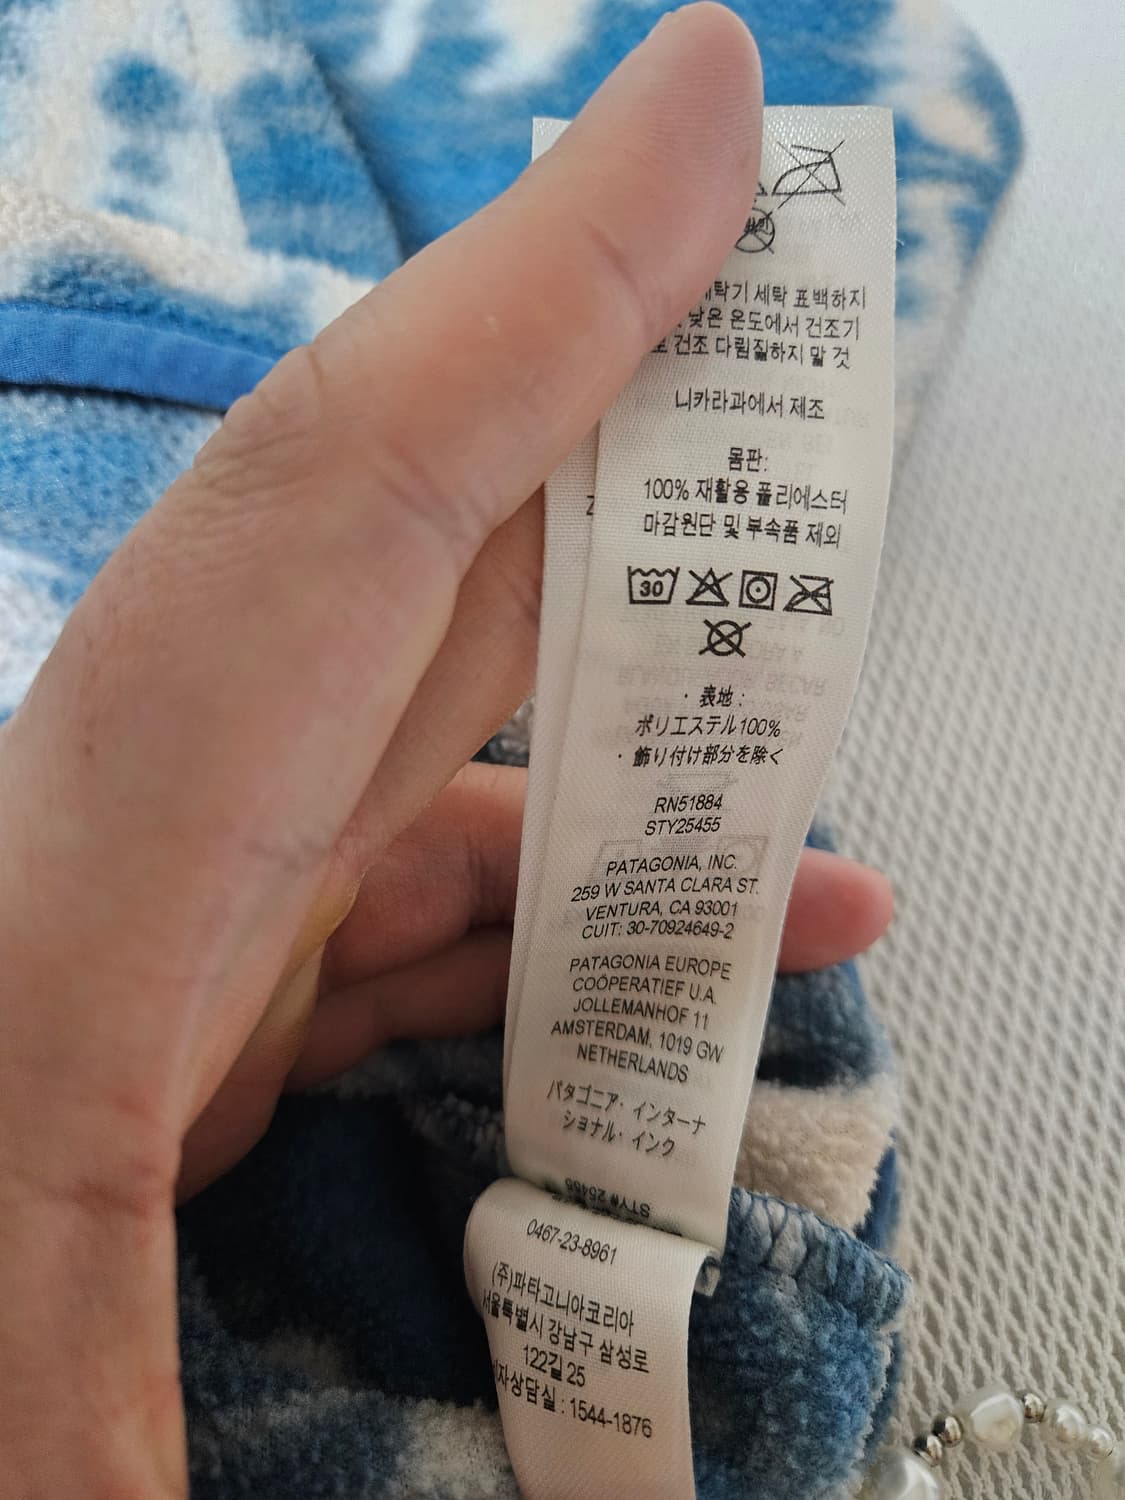 세탁기 세탁 표백하지
낮은 온도에서 건조기
로 건조 다림질하지 말 것
니카라과에서 제조
몸판:
100% 재활용 폴리에스터
마감원단 및 부속품 제외
30
・表地:
ポリエステル100%
・飾り付け部分を除く
RN51884
STY25455
PATAGONIA, INC.
259 W SANTA CLARA ST.
VENTURA, CA 93001
CUIT: 30-70924649-2
PATAGONIA EUROPE
COÖPERATIEF U.A.
JOLLEMANHOF 11
AMSTERDAM, 1019 GW
NETHERLANDS
パタゴニア・インターナ
ショナル・インク
STY# 25455
0467-23-8961
(주)파타고니아코리아
서울특별시 강남구 삼성로
122길 25
자상담실 : 1544-1876